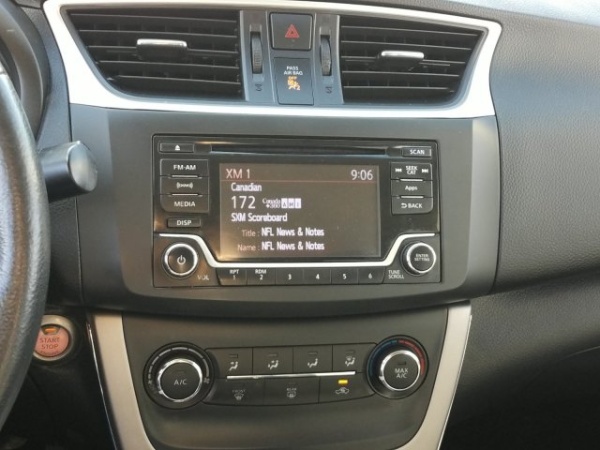 PASS
AIR BAG
SCAN
FM-AM
MEDIA
DISP
XM 1 9:06
Canadian
172
SXM Scoreboard
Title : NFL News & Notes
Name : NFL News & Notes
SEEK
CAT
Apps
BACK
VOL
RPT RDM
1 2 3 4 5 6
TUNE
SCROLL
ENTER
SETTING
START
STOP
A/C
MAX
A/C